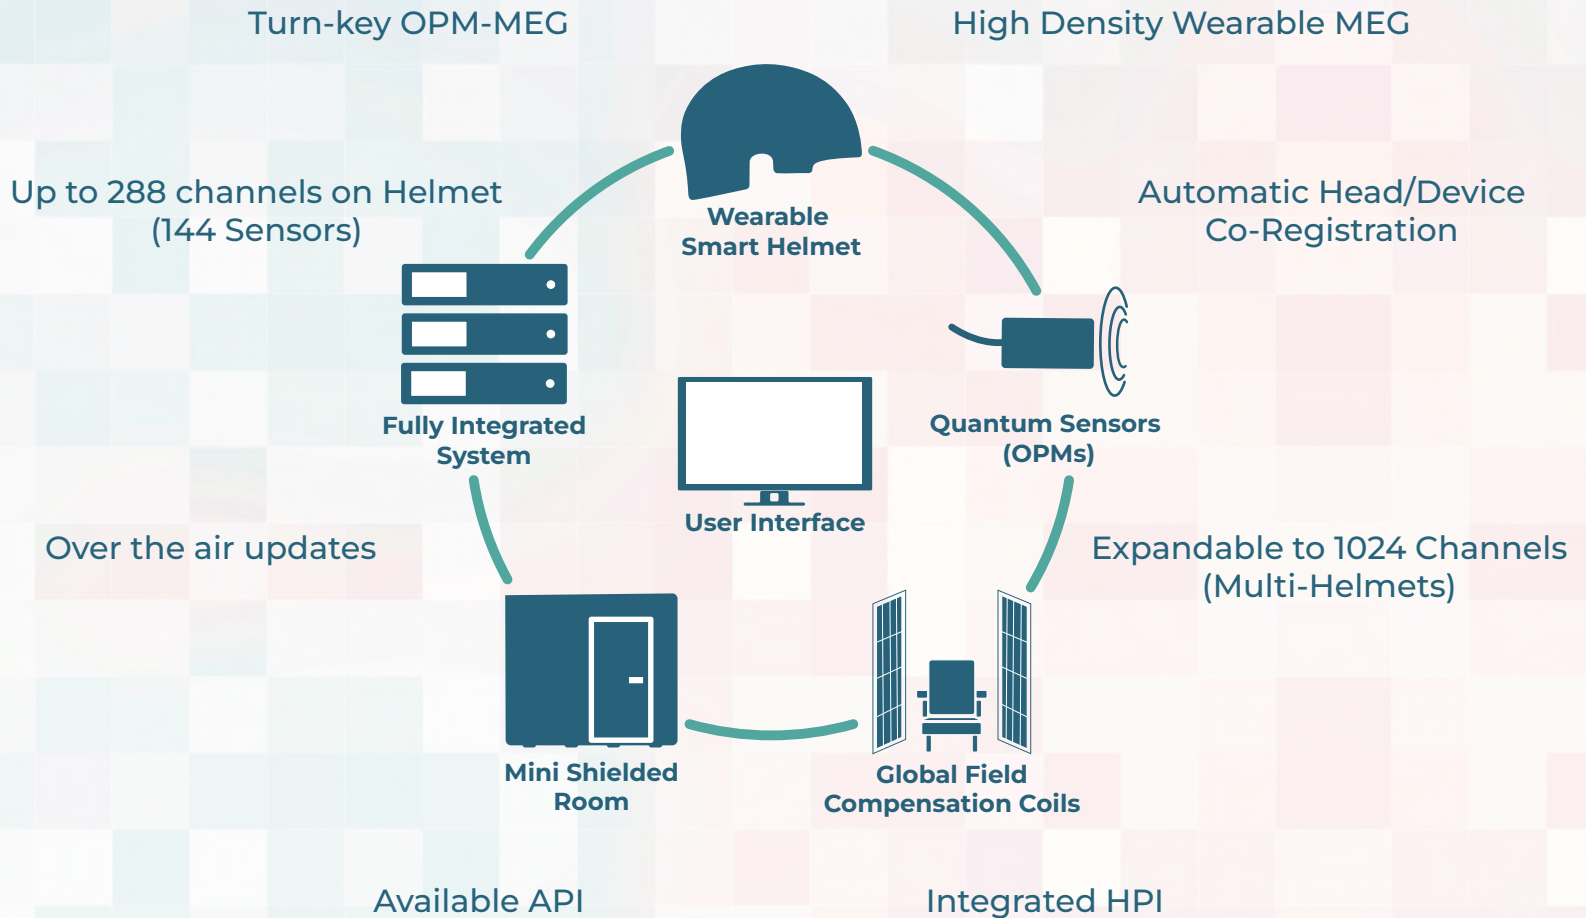 Turn-key OPM-MEG
High Density Wearable MEG
Up to 288 channels on Helmet
(144 Sensors)
Wearable
Smart Helmet
Automatic Head/Device
Co-Registration
Fully Integrated
System
Quantum Sensors
(OPMs)
User Interface
Over the air updates
Expandable to 1024 Channels
(Multi-Helmets)
Mini Shielded
Room
Global Field
Compensation Coils
Available API
Integrated HPI